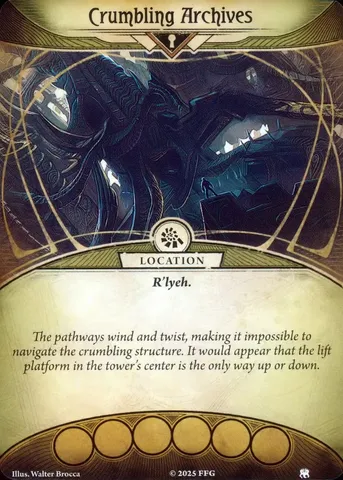 Crumbling Archives
LOCATION
R'lyeh.
The pathways wind and twist, making it impossible to
navigate the crumbling structure. It would appear that the lift
platform in the tower's center is the only way up or down.
Illus. Walter Brocca © 2025 FFG